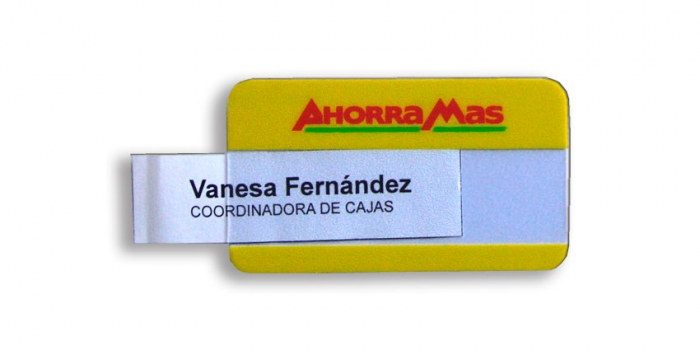 AHORRAMAS
Vanesa Fernández
COORDINADORA DE CAJAS